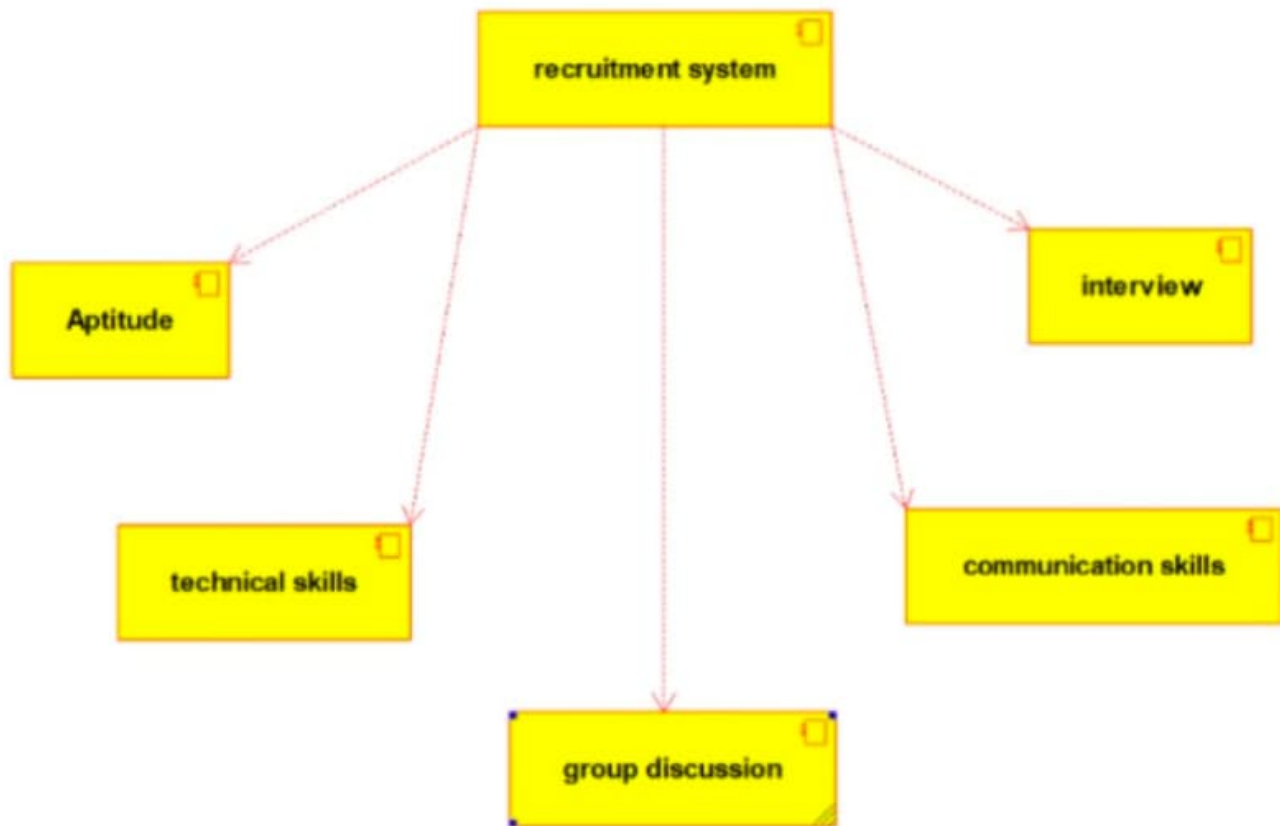 recruitment system
interview
Aptitude
communication skills
technical skills
group discussion